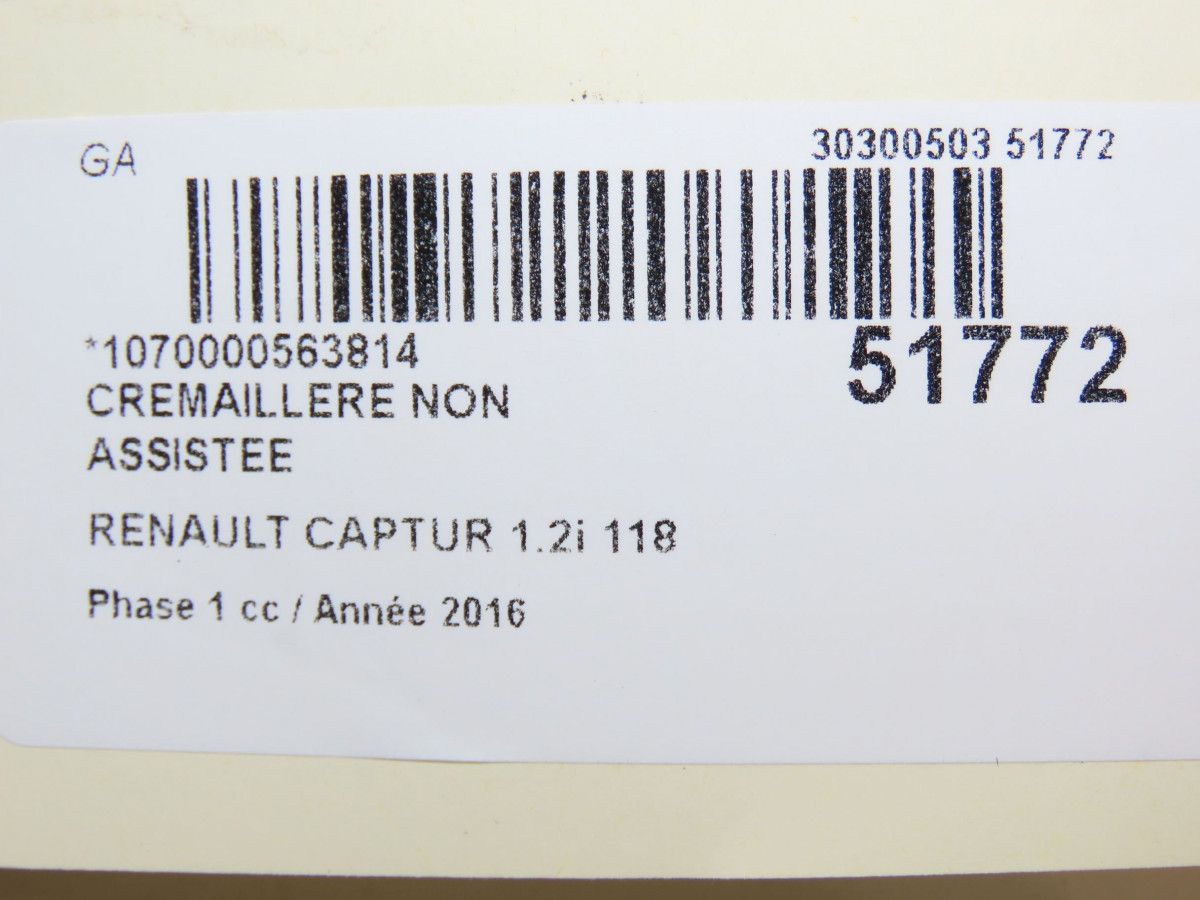 GA
30300503 51772
*1070000563814
51772
CREMAILLERE NON
ASSISTEE
RENAULT CAPTUR 1.2i 118
Phase 1 cc / Année 2016